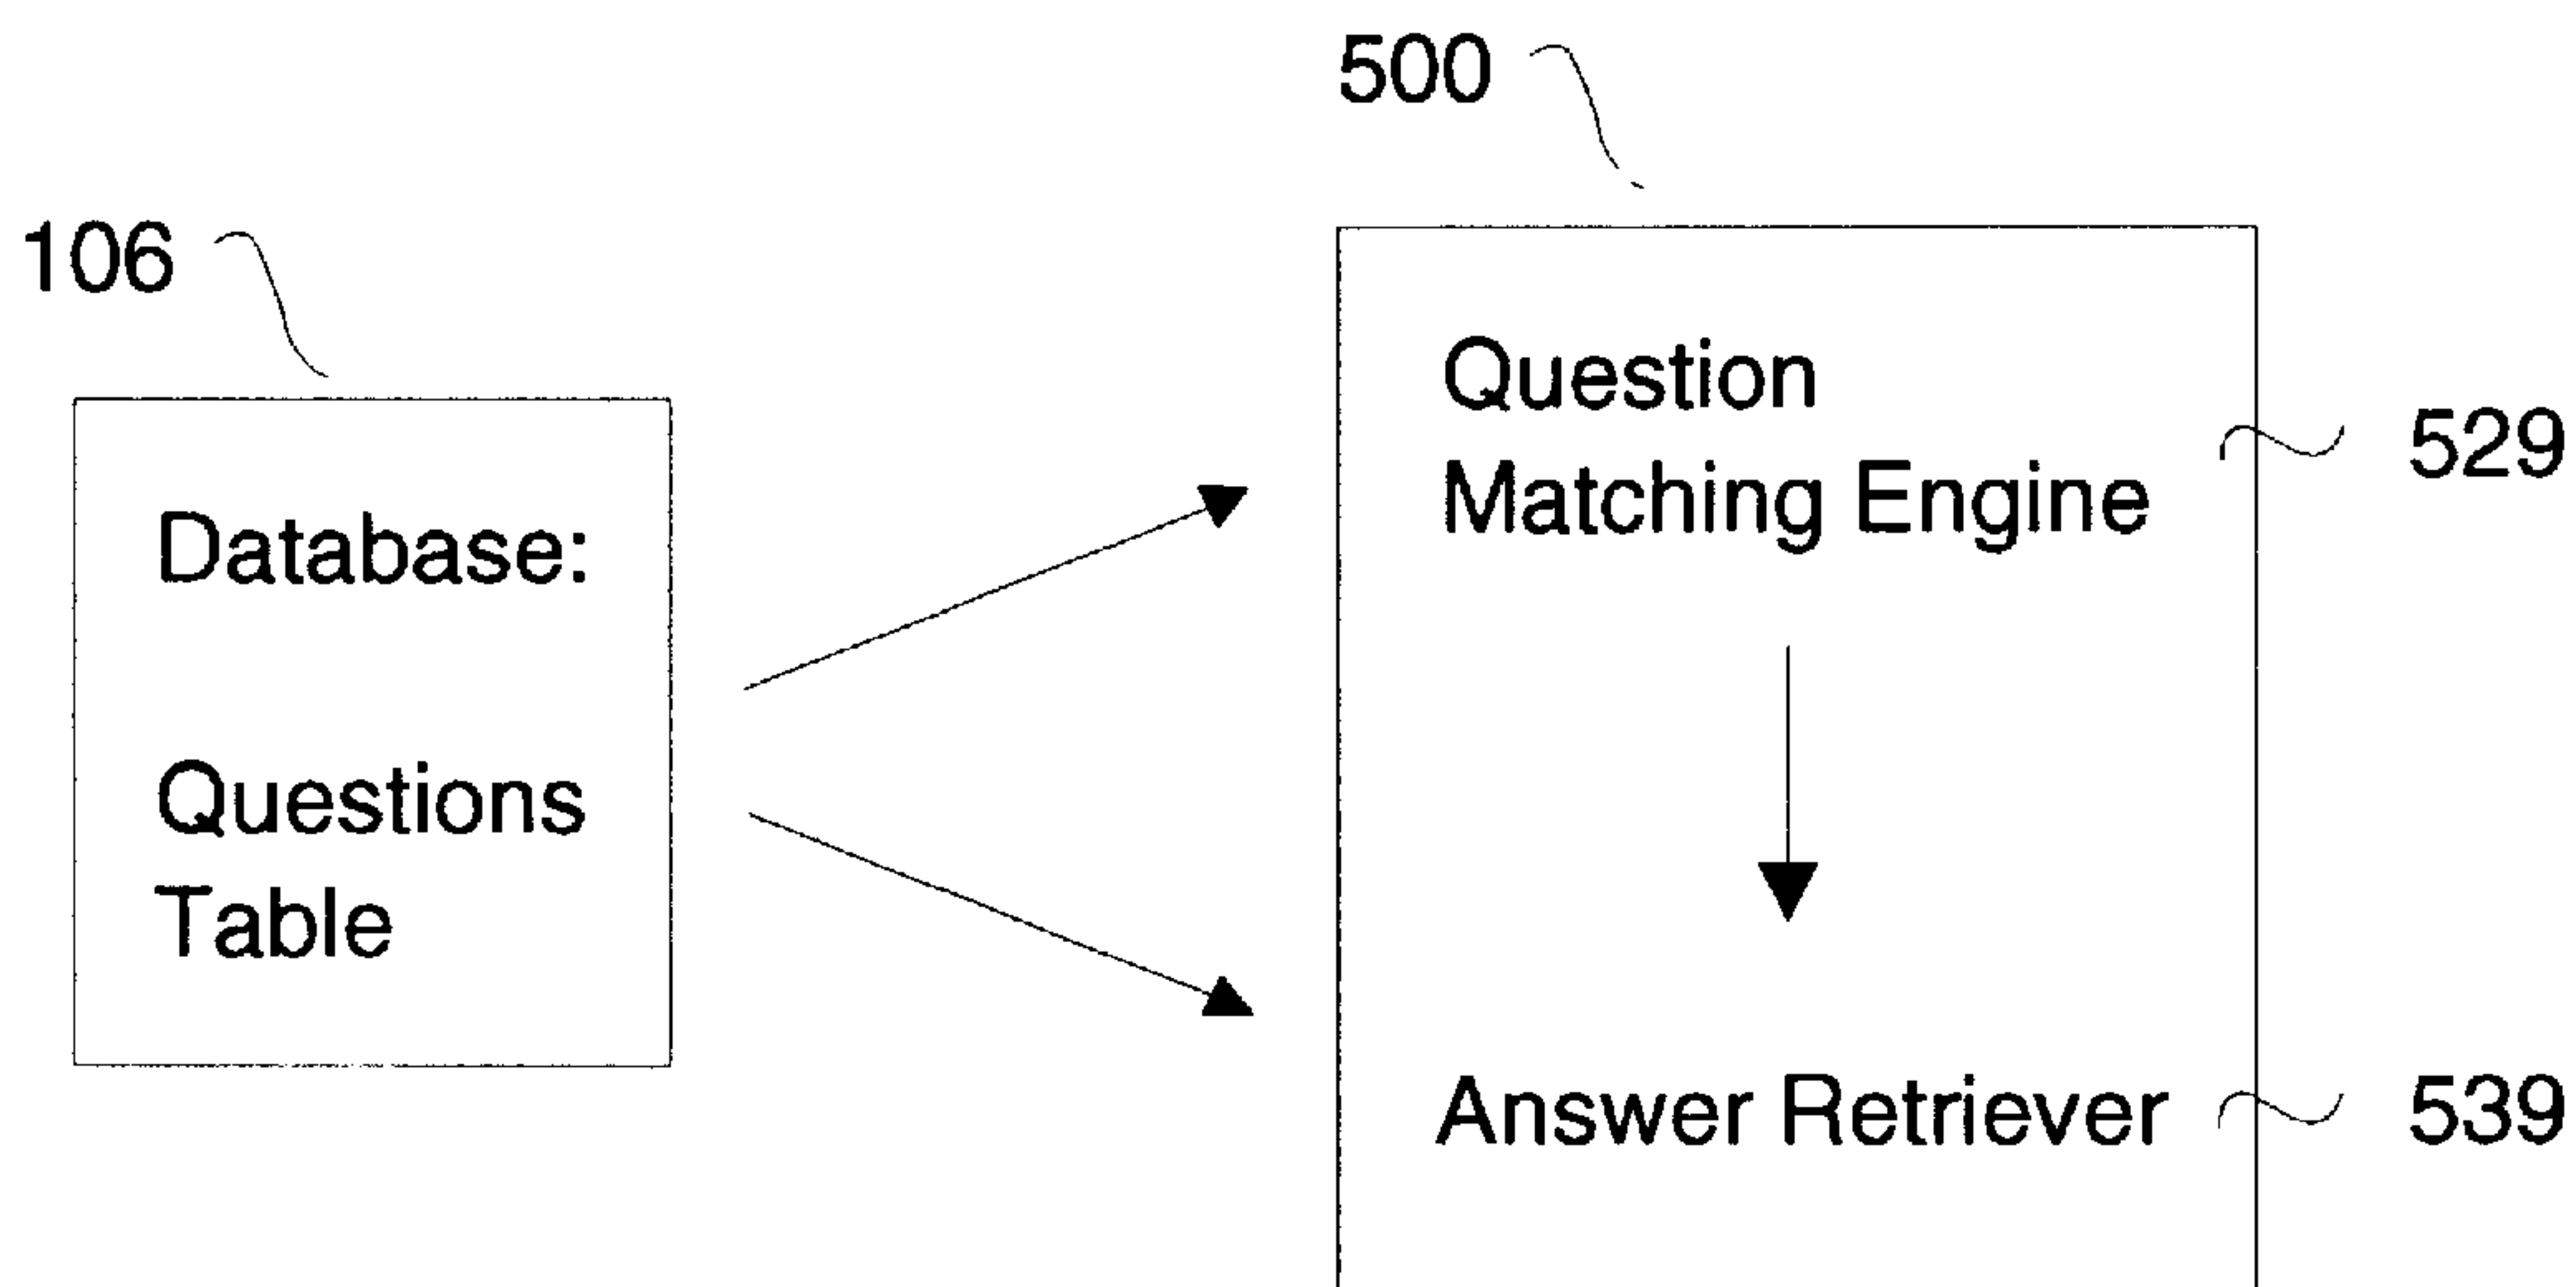 500
106
Question
Matching Engine
529
Database:
Questions
Table
Answer Retriever
539